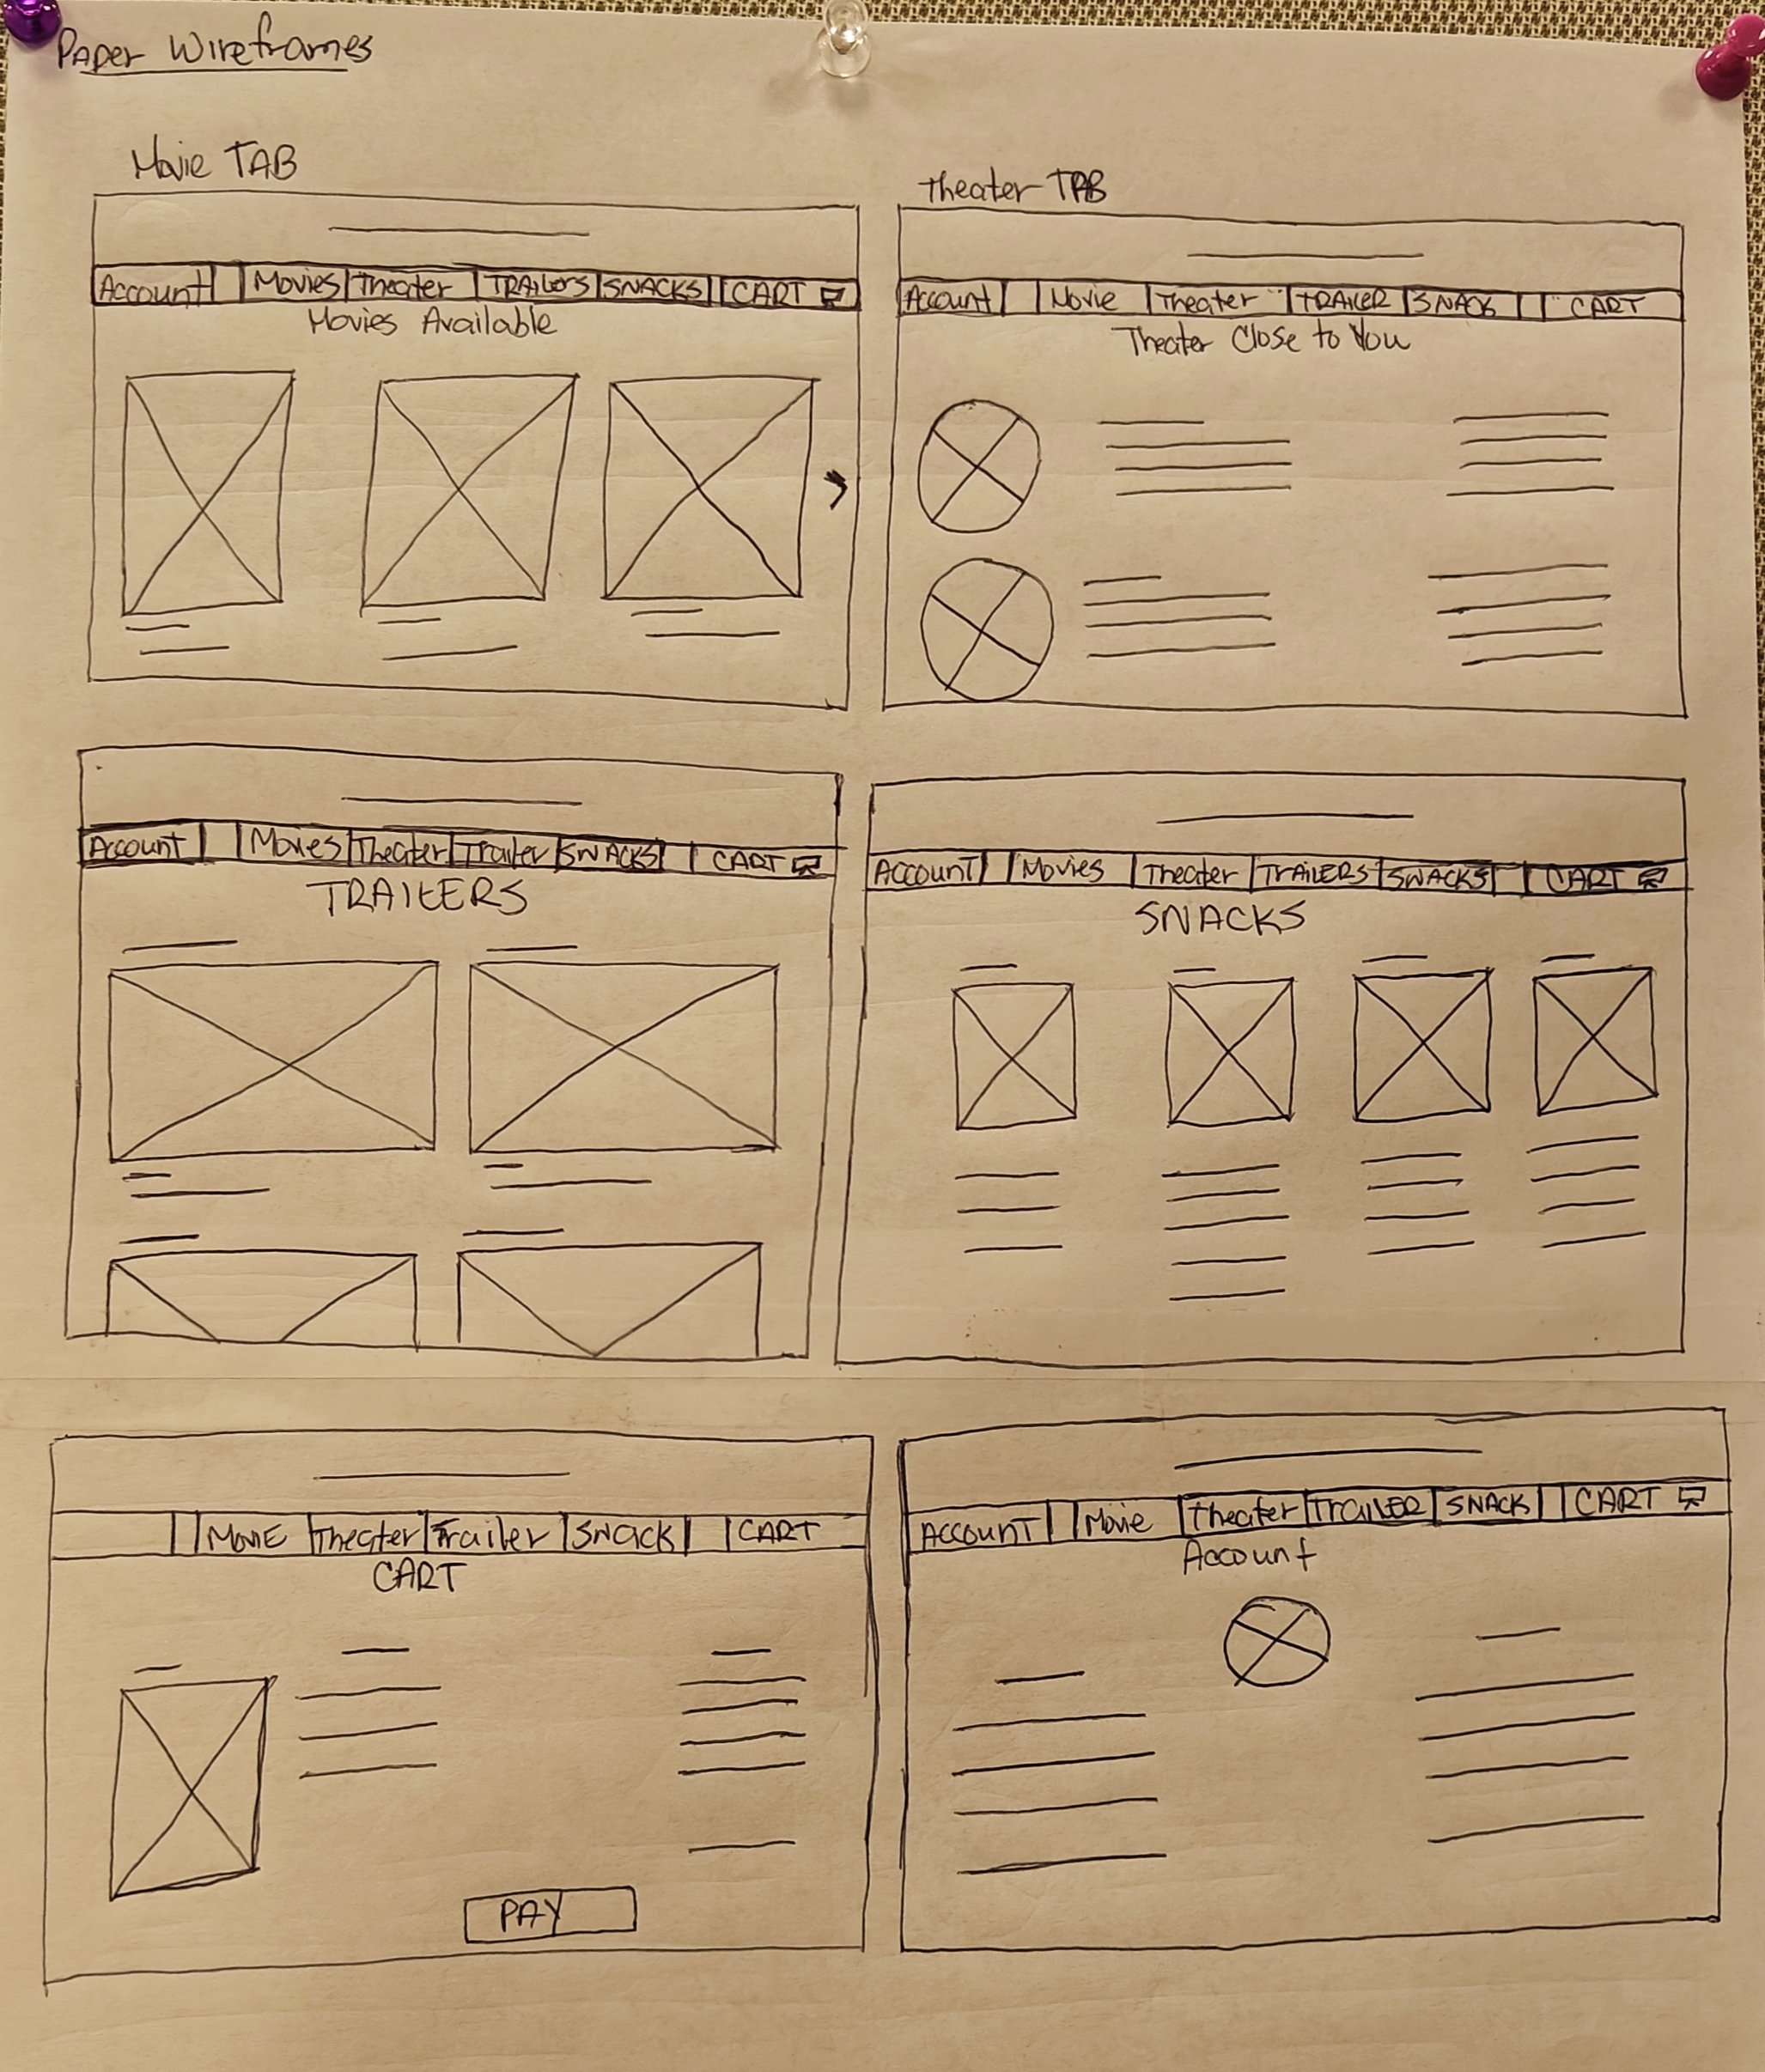 Paper Wireframes
Movie TAB
Account Movies Theater TRAILERS SNACKS CART
Movies Available
Theater TAB
Account Movie Theater TRAILER SNACK CART
Theater Close to You
Account Movies Theater Trailer SNACKS CART
TRAILERS
Account Movies Theater TRAILERS SNACKS CART
SNACKS
MOVIE Theater Trailer Snack CART
CART
PAY
Account Movie Theater TRAILER SNACK CART
Account